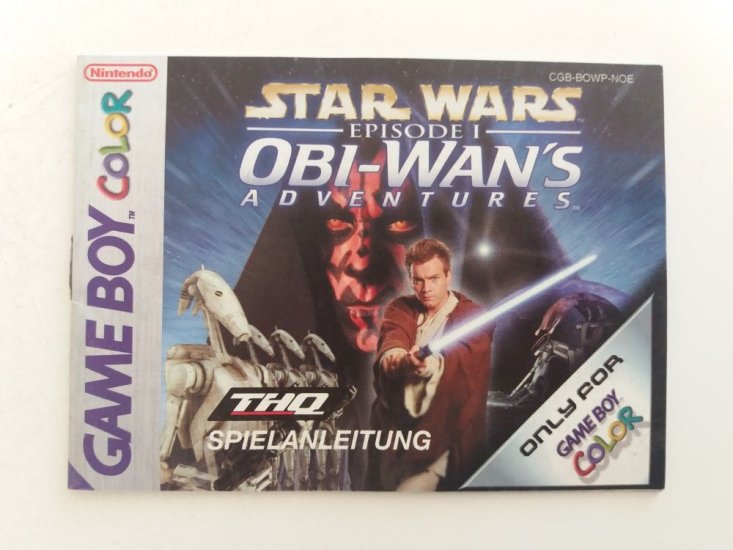 Nintendo
GAME BOY COLOR
CGB-BOWP-NOE
STAR WARS
EPISODE I
OBI-WAN'S
ADVENTURES
THQ
SPIELANLEITUNG
ONLY FOR
GAME BOY
COLOR